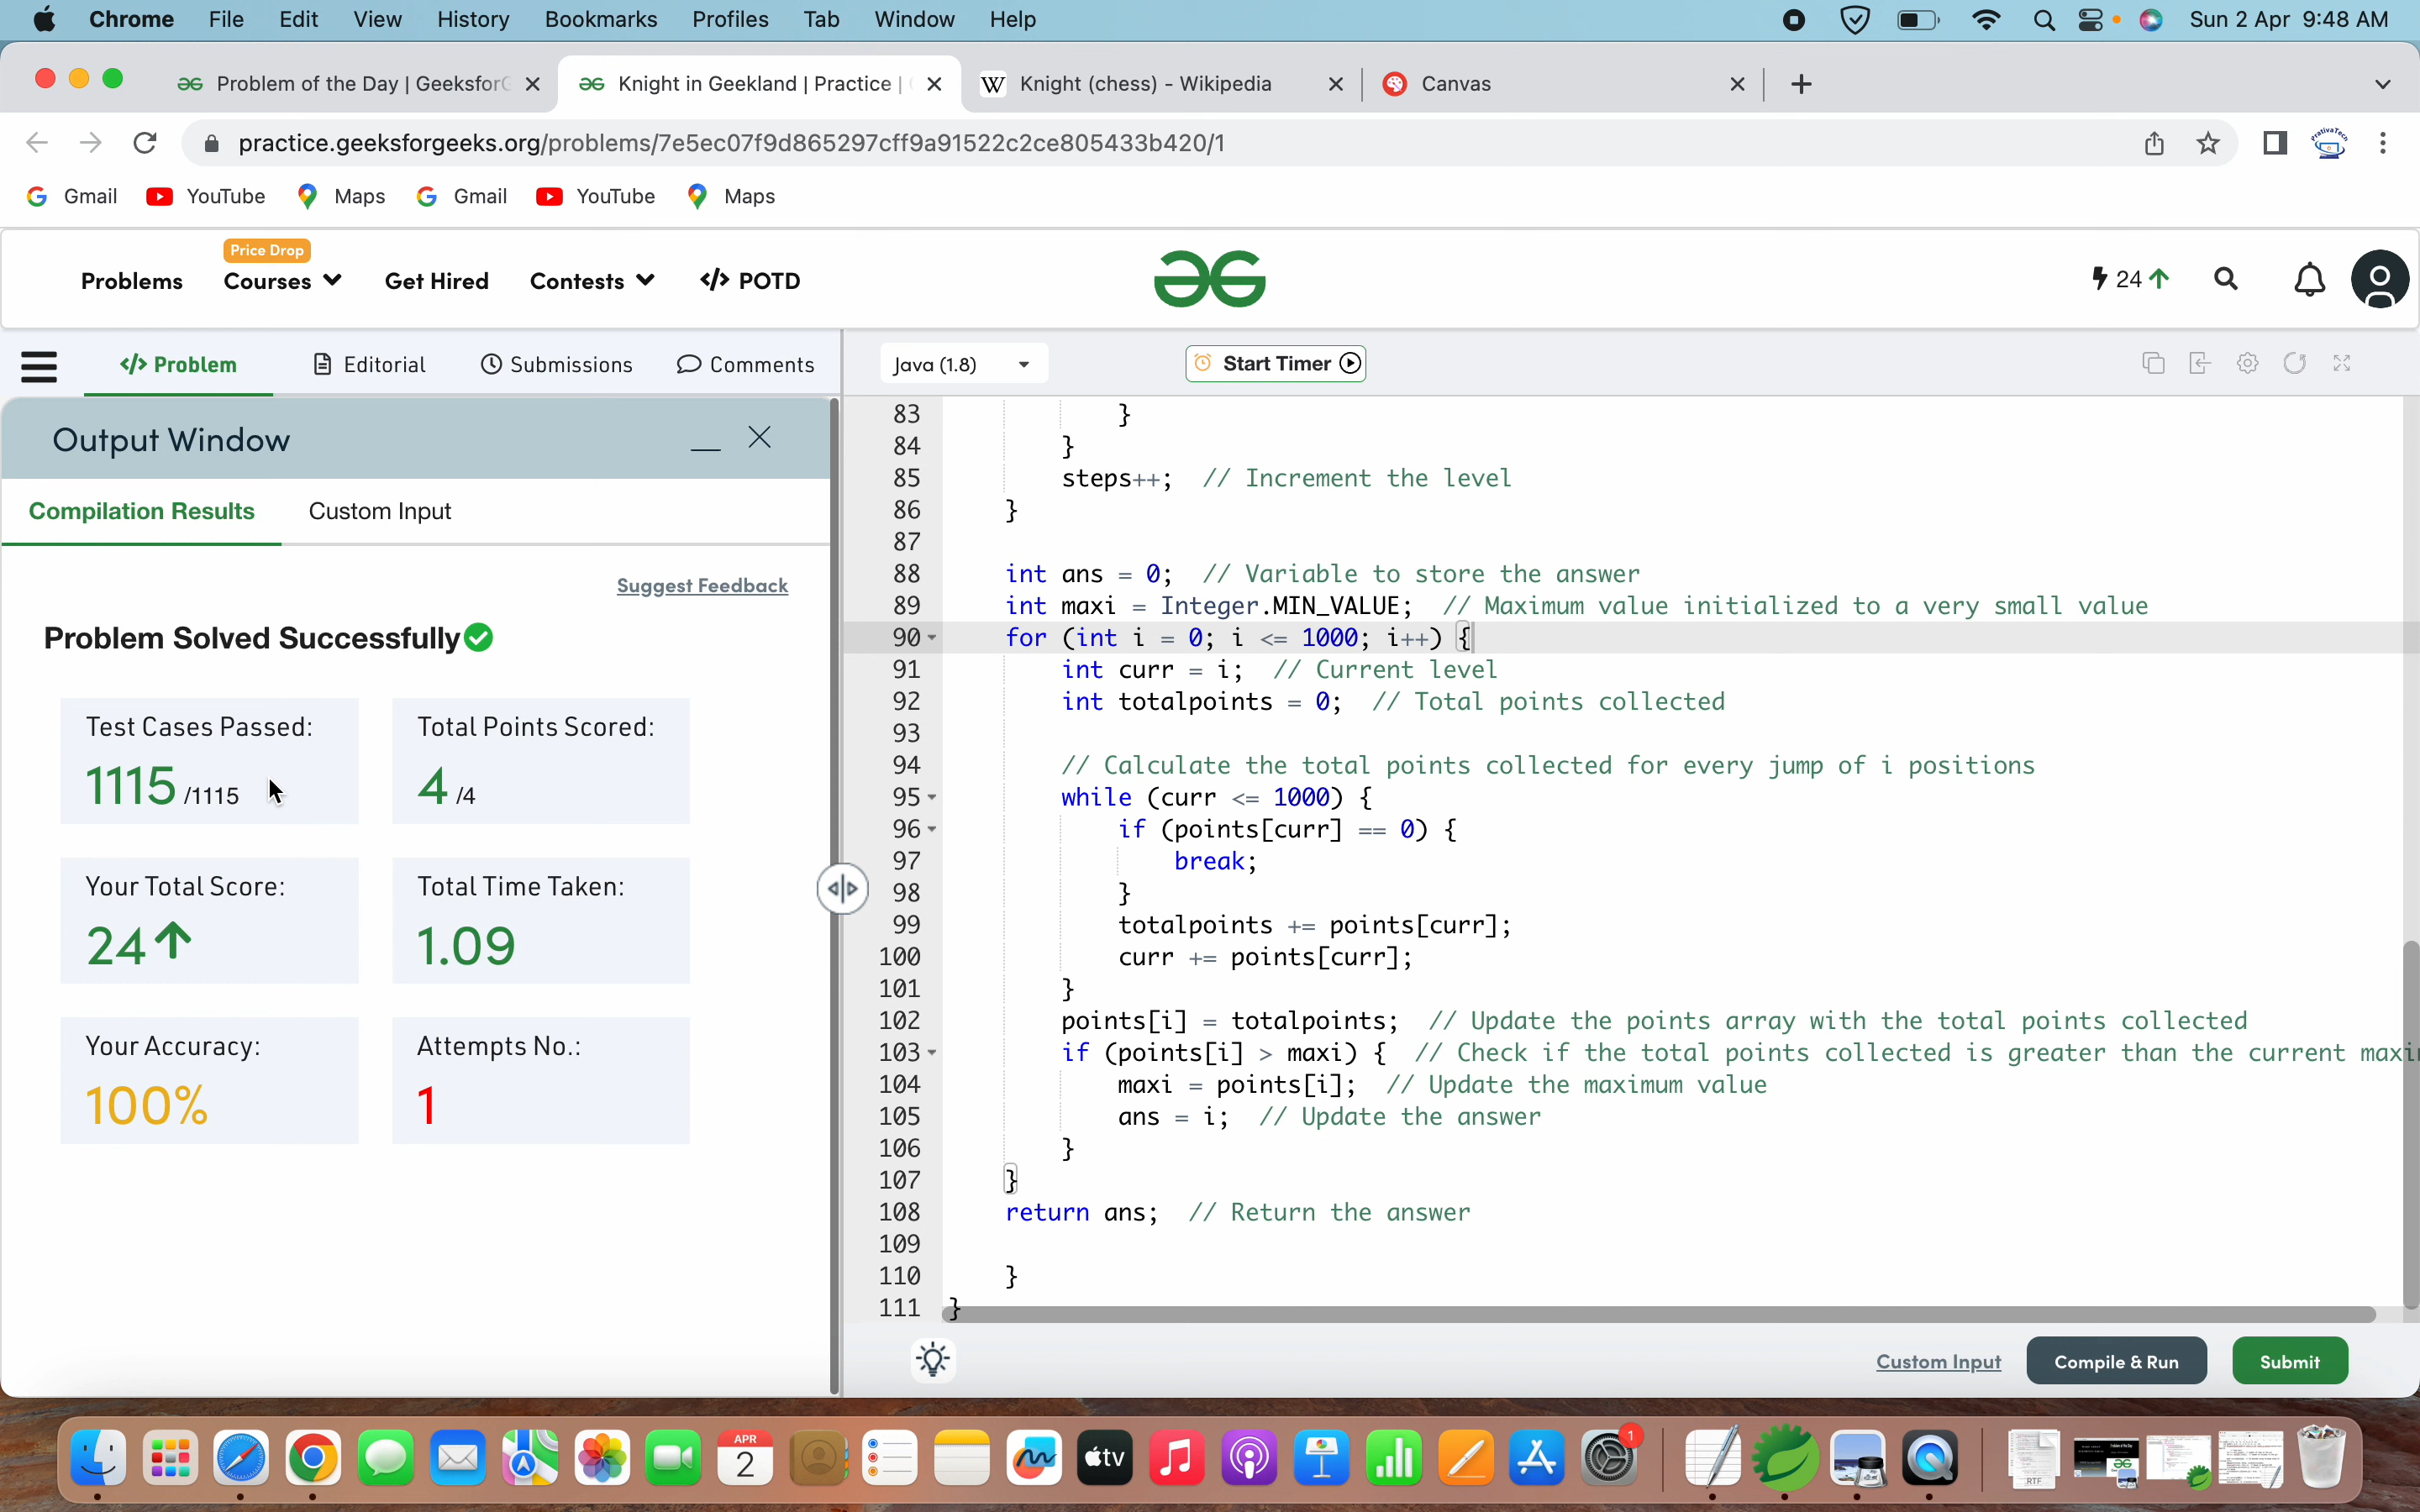 Chrome File Edit View History Bookmarks Profiles Tab Window Help Sun 2 Apr 9:48 AM
Problem of the Day | Geeksfor Knight in Geekland | Practice | Knight (chess) - Wikipedia Canvas
practice.geeksforgeeks.org/problems/7e5ec07f9d865297cff9a91522c2ce805433b420/1
Gmail YouTube Maps Gmail YouTube Maps
Price Drop
Problems Courses Get Hired Contests </> POTD 24
</> Problem Editorial Submissions Comments
Java (1.8) Start Timer
Output Window
Compilation Results Custom Input
Suggest Feedback
Problem Solved Successfully
Test Cases Passed: Total Points Scored:
1115 /1115 4 /4
Your Total Score: Total Time Taken:
24 1.09
Your Accuracy: Attempts No.:
100% 1
83 }
84 }
85 steps++; // Increment the level
86 }
87
88 int ans = 0; // Variable to store the answer
89 int maxi = Integer.MIN_VALUE; // Maximum value initialized to a very small value
90 for (int i = 0; i <= 1000; i++) {
91 int curr = i; // Current level
92 int totalpoints = 0; // Total points collected
93
94 // Calculate the total points collected for every jump of i positions
95 while (curr <= 1000) {
96 if (points[curr] == 0) {
97 break;
98 }
99 totalpoints += points[curr];
100 curr += points[curr];
101 }
102 points[i] = totalpoints; // Update the points array with the total points collected
103 if (points[i] > maxi) { // Check if the total points collected is greater than the current maxi
104 maxi = points[i]; // Update the maximum value
105 ans = i; // Update the answer
106 }
107 }
108 return ans; // Return the answer
109
110 }
111 }
Custom Input Compile & Run Submit
APR
2
tv
1
RTF